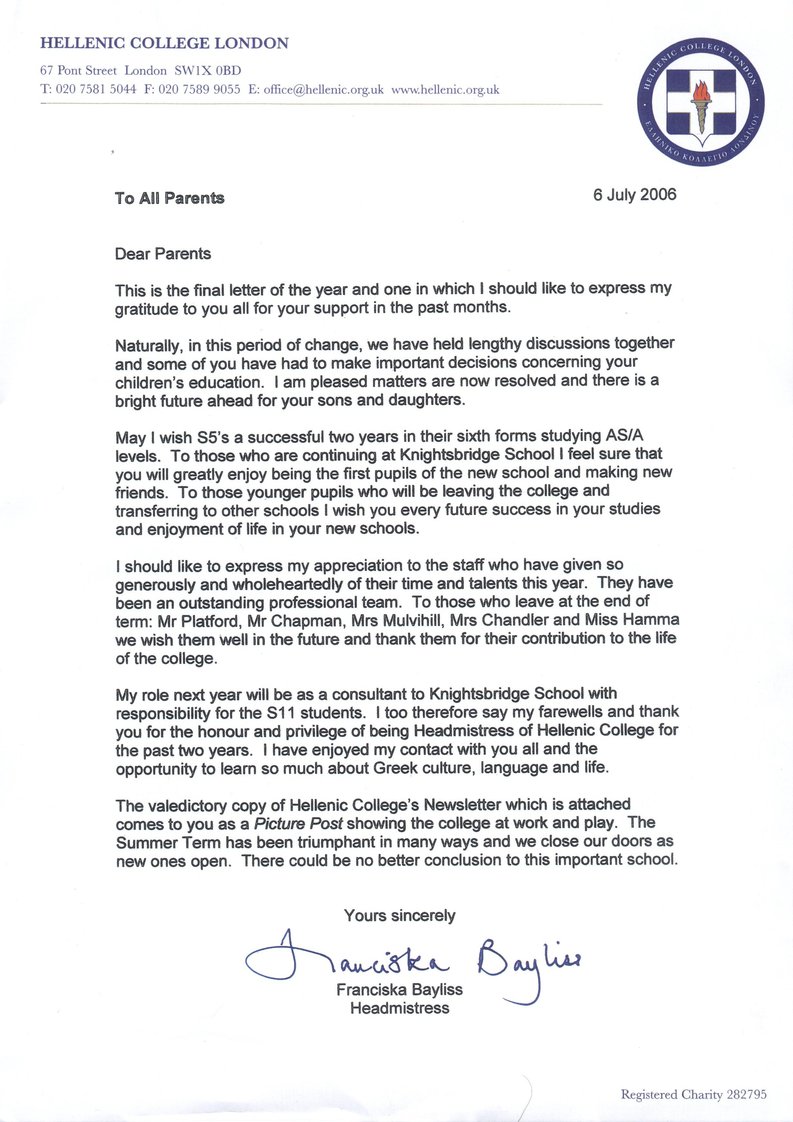 HELLENIC COLLEGE LONDON
67 Pont Street London SW1X 0BD
T: 020 7581 5044 F: 020 7589 9055 E: office@hellenic.org.uk www.hellenic.org.uk
HELLENIC COLLEGE LONDON
ΕΛΛΗΝΙΚΟ ΚΟΛΛΕΓΙΟ ΛΟΝΔΙΝΟΥ
To All Parents
6 July 2006
Dear Parents
This is the final letter of the year and one in which I should like to express my
gratitude to you all for your support in the past months.
Naturally, in this period of change, we have held lengthy discussions together
and some of you have had to make important decisions concerning your
children's education. I am pleased matters are now resolved and there is a
bright future ahead for your sons and daughters.
May I wish S5's a successful two years in their sixth forms studying AS/A
levels. To those who are continuing at Knightsbridge School I feel sure that
you will greatly enjoy being the first pupils of the new school and making new
friends. To those younger pupils who will be leaving the college and
transferring to other schools I wish you every future success in your studies
and enjoyment of life in your new schools.
I should like to express my appreciation to the staff who have given so
generously and wholeheartedly of their time and talents this year. They have
been an outstanding professional team. To those who leave at the end of
term: Mr Platford, Mr Chapman, Mrs Mulvihill, Mrs Chandler and Miss Hamma
we wish them well in the future and thank them for their contribution to the life
of the college.
My role next year will be as a consultant to Knightsbridge School with
responsibility for the S11 students. I too therefore say my farewells and thank
you for the honour and privilege of being Headmistress of Hellenic College for
the past two years. I have enjoyed my contact with you all and the
opportunity to learn so much about Greek culture, language and life.
The valedictory copy of Hellenic College's Newsletter which is attached
comes to you as a Picture Post showing the college at work and play. The
Summer Term has been triumphant in many ways and we close our doors as
new ones open. There could be no better conclusion to this important school.
Yours sincerely
Franciska Bayliss
Franciska Bayliss
Headmistress
Registered Charity 282795